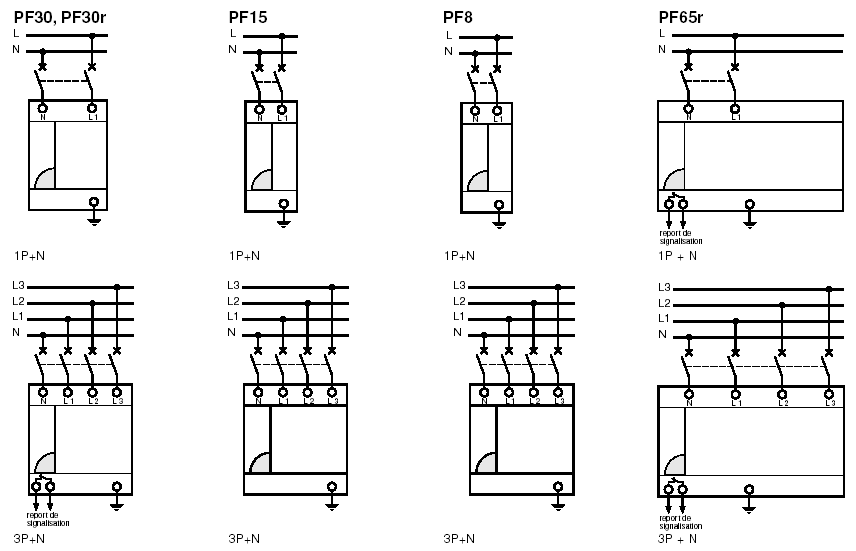 PF30, PF30r
PF15
PF8
PF65r
L
N
L
N
L
N
L
N
N L1
N L1
N L1
N L1
report de
signalisation
1P+N
1P+N
1P+N
1P + N
L3
L2
L1
N
L3
L2
L1
N
L3
L2
L1
N
L3
L2
L1
N
N L1 L2 L3
N L1 L2 L3
N L1 L2 L3
N L1 L2 L3
report de
signalisation
report de
signalisation
3P+N
3P+N
3P+N
3P + N